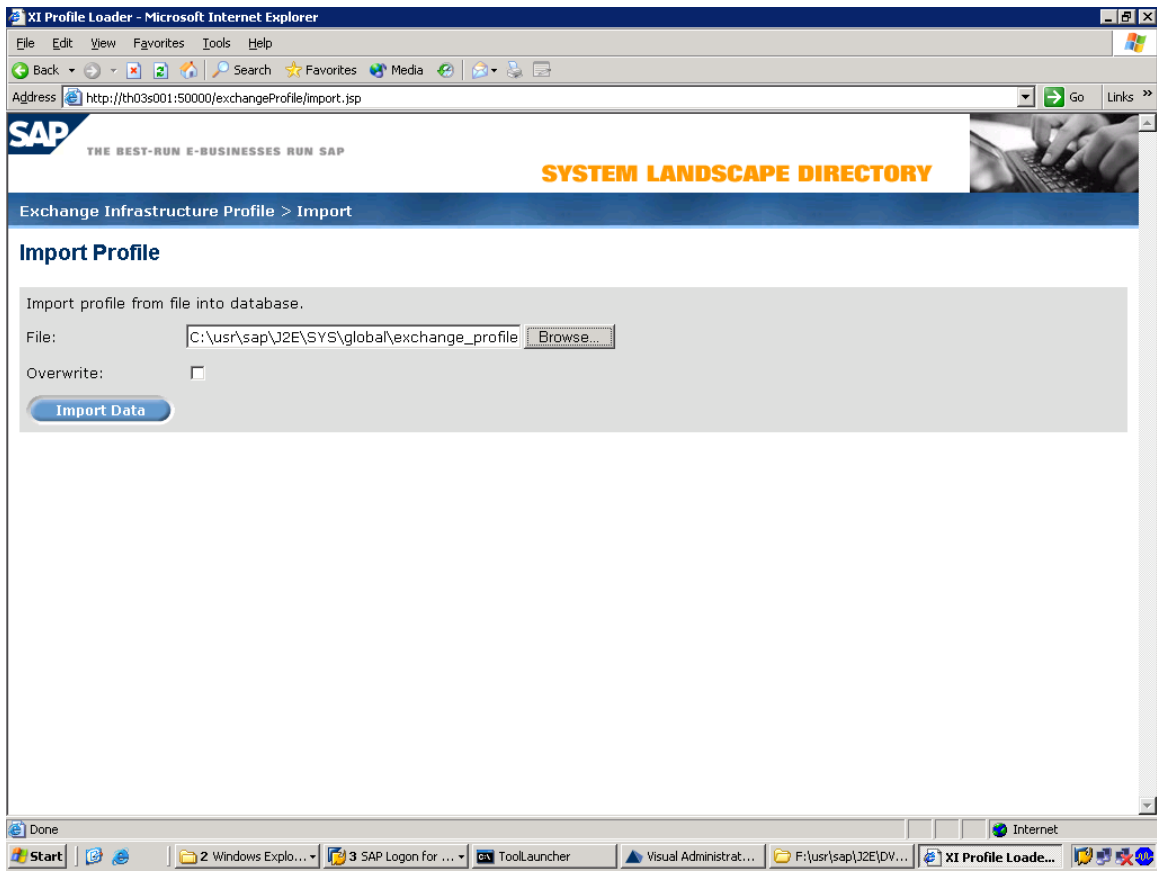 XI Profile Loader - Microsoft Internet Explorer
File Edit View Favorites Tools Help
Back Search Favorites Media
Address http://th03s001:50000/exchangeProfile/import.jsp Go Links »
SAP THE BEST-RUN E-BUSINESSES RUN SAP
SYSTEM LANDSCAPE DIRECTORY
Exchange Infrastructure Profile > Import
Import Profile
Import profile from file into database.
File: C:\usr\sap\J2E\SYS\global\exchange_profile Browse...
Overwrite:
Import Data
Done Internet
Start 2 Windows Explo... 3 SAP Logon for ... ToolLauncher Visual Administrat... F:\usr\sap\J2E\DV... XI Profile Loade...